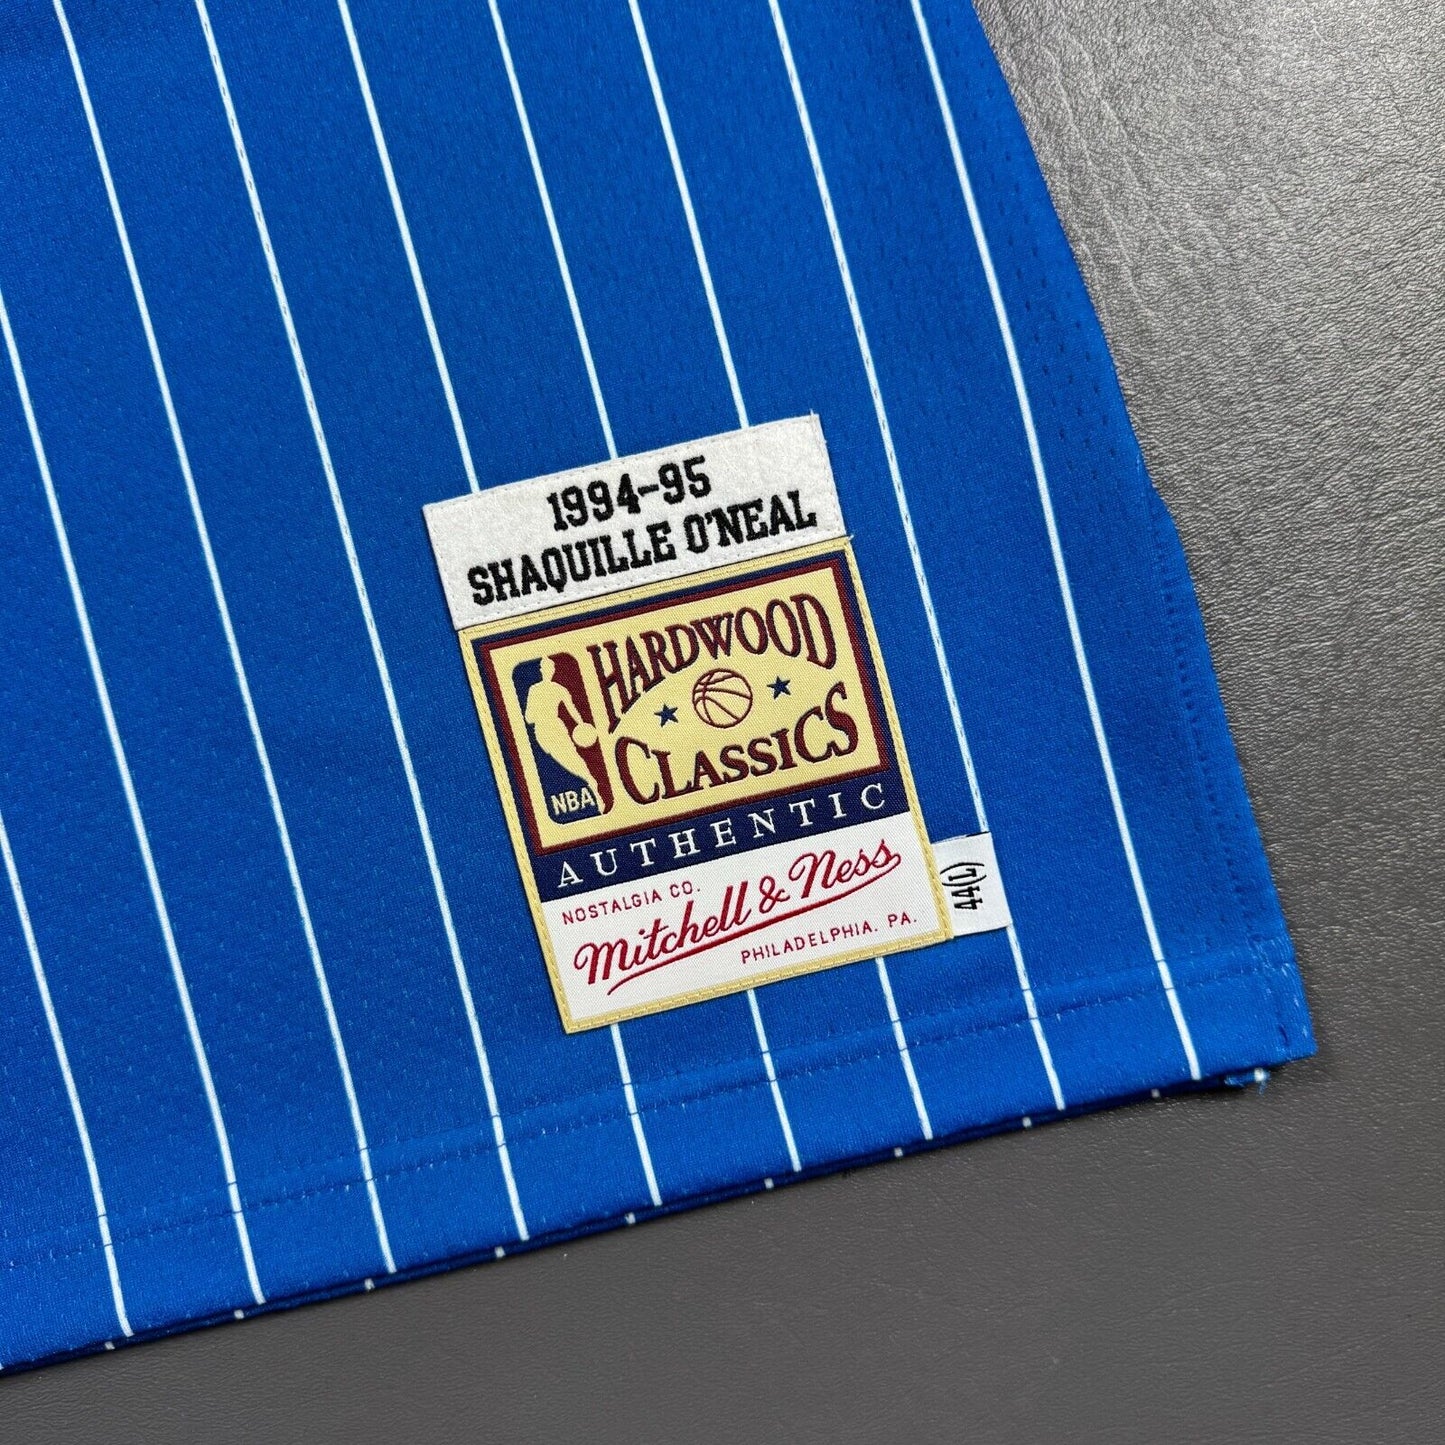 1994-95
SHAQUILLE O'NEAL
HARDWOOD
CLASSICS
NBA
AUTHENTIC
NOSTALGIA CO.
Mitchell & Ness
PHILADELPHIA, PA.
44(L)